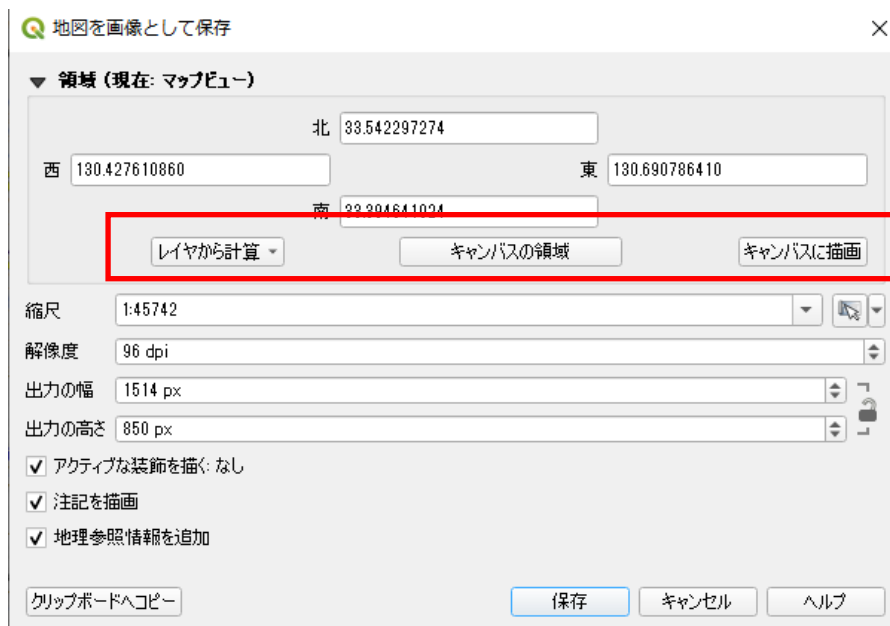 地図を画像として保存
領域 (現在: マップビュー)
北 33.542297274
西 130.427610860 東 130.690786410
南 33.394641024
レイヤから計算 キャンバスの領域 キャンバスに描画
縮尺 1:45742
解像度 96 dpi
出力の幅 1514 px
出力の高さ 850 px
アクティブな装飾を描く: なし
注記を描画
地理参照情報を追加
クリップボードへコピー 保存 キャンセル ヘルプ